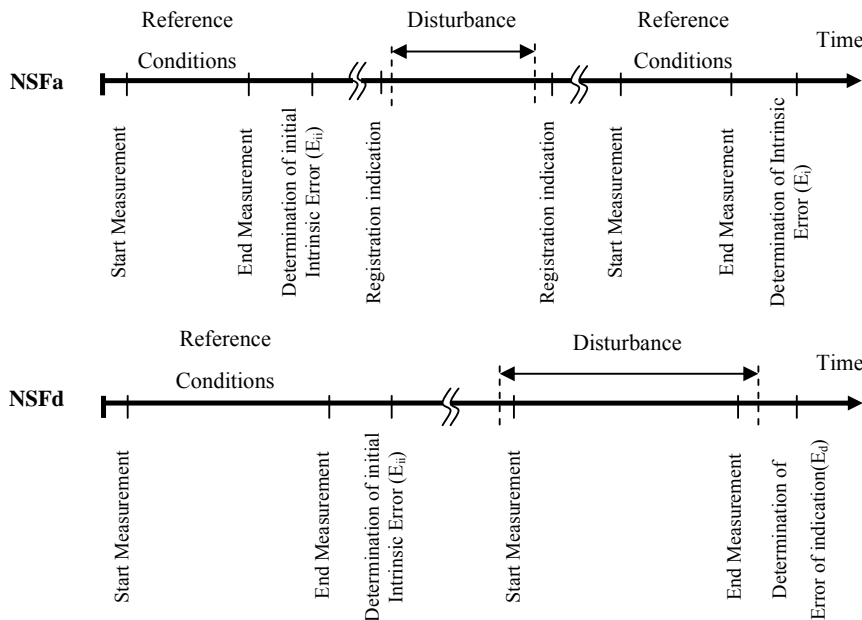 Reference
Conditions
Disturbance
Reference
Conditions
Time
NSFa
Start Measurement
End Measurement
Determination of initial
Intrinsic Error (Eii)
Registration indication
Registration indication
Start Measurement
End Measurement
Determination of Intrinsic
Error (Ei)
Reference
Conditions
Disturbance
Time
NSFd
Start Measurement
End Measurement
Determination of initial
Intrinsic Error (Eii)
Start Measurement
End Measurement
Determination of
Error of indication(Ed)